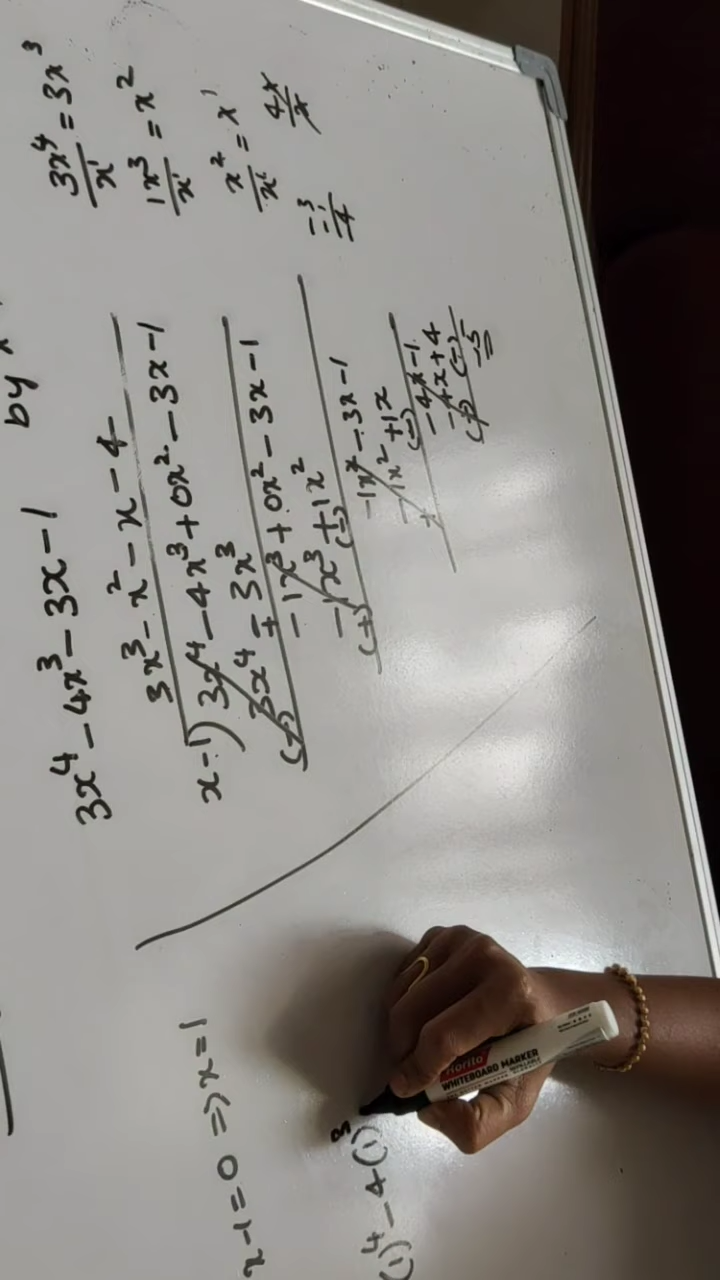 3x⁴ - 4x³ - 3x - 1 by
3x³ - x² - x - 4
x-1) 3x⁴ - 4x³ + 0x² - 3x - 1
3x⁴ - 3x³
(-) +
-1x³ + 0x² - 3x - 1
-1x³ + 1x²
(+) (-)
-1x² - 3x - 1
-1x² + 1x
+ (-)
-4x - 1
-4x + 4
(+) (-)
-5
3x⁴/x¹ = 3x³
1x³/x¹ = x²
x²/x¹ = x¹
4x/x
x-1=0 ⇒ x=1
(1)⁴ - 4(1)³
florito
WHITEBOARD MARKER